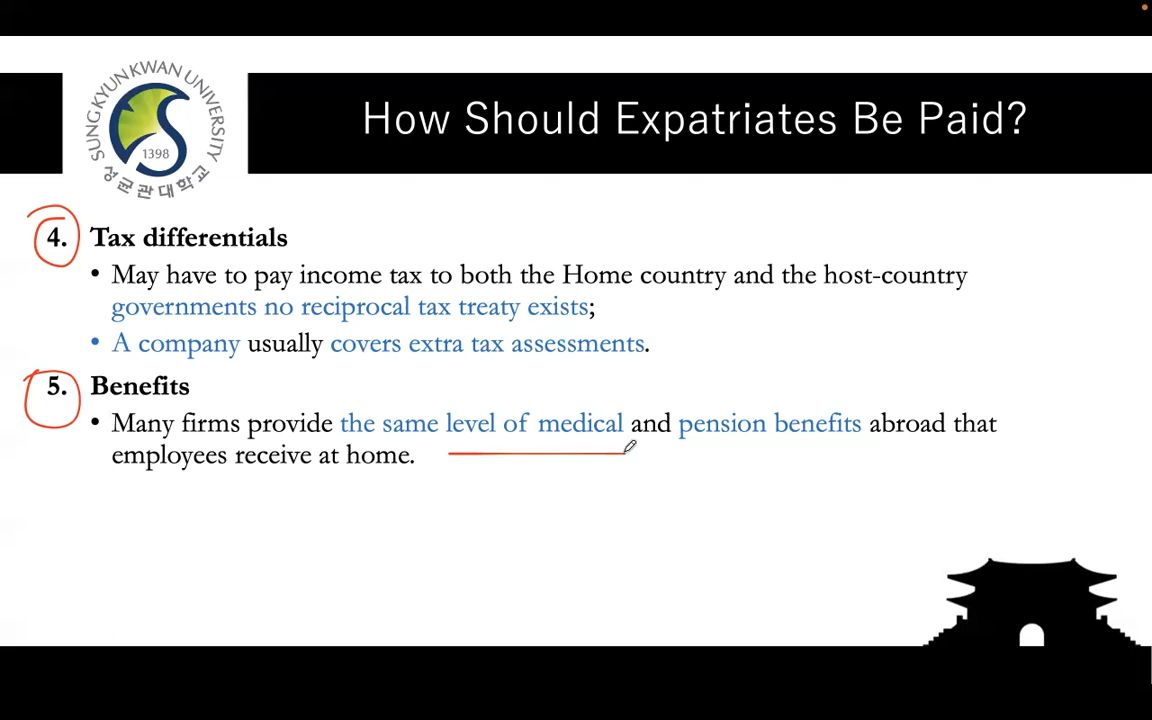 SUNGKYUNKWAN UNIVERSITY
1398
성균관대학교
How Should Expatriates Be Paid?
4. Tax differentials
• May have to pay income tax to both the Home country and the host-country
governments no reciprocal tax treaty exists;
• A company usually covers extra tax assessments.
5. Benefits
• Many firms provide the same level of medical and pension benefits abroad that
employees receive at home.